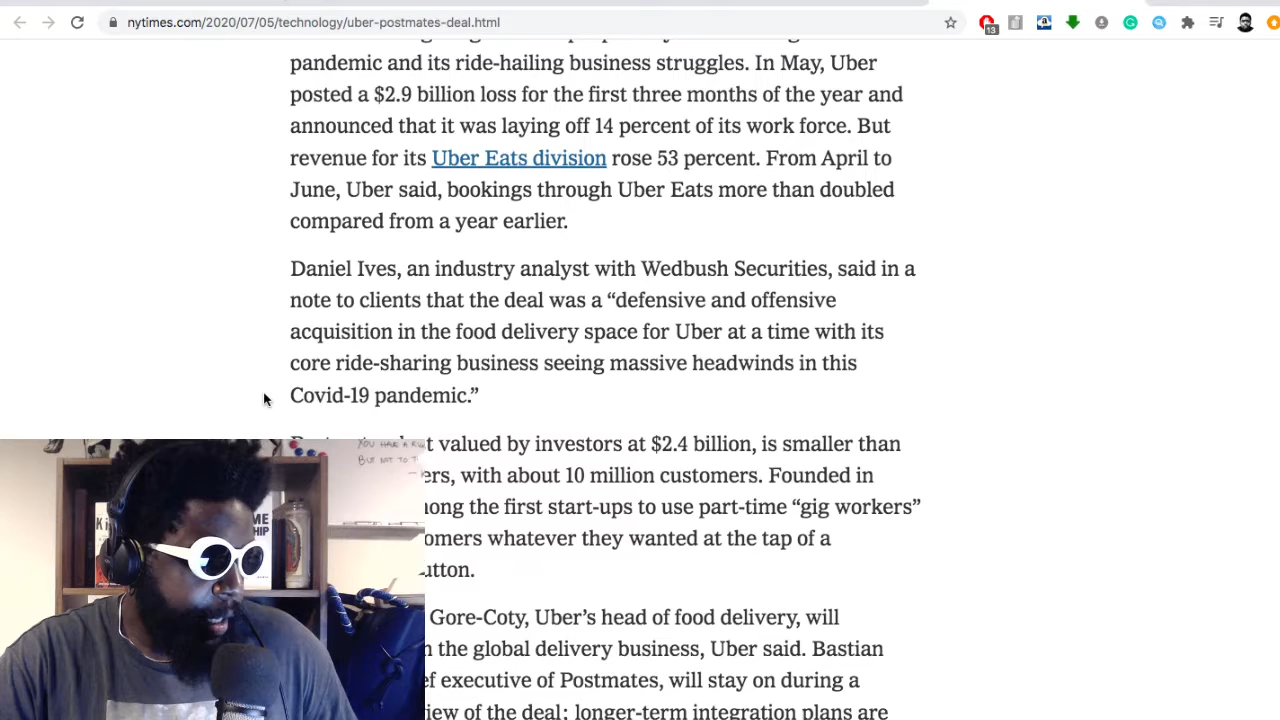 nytimes.com/2020/07/05/technology/uber-postmates-deal.html
13
pandemic and its ride-hailing business struggles. In May, Uber
posted a $2.9 billion loss for the first three months of the year and
announced that it was laying off 14 percent of its work force. But
revenue for its Uber Eats division rose 53 percent. From April to
June, Uber said, bookings through Uber Eats more than doubled
compared from a year earlier.
Daniel Ives, an industry analyst with Wedbush Securities, said in a
note to clients that the deal was a “defensive and offensive
acquisition in the food delivery space for Uber at a time with its
core ride-sharing business seeing massive headwinds in this
Covid-19 pandemic.”
valued by investors at $2.4 billion, is smaller than
with about 10 million customers. Founded in
the first start-ups to use part-time “gig workers”
whatever they wanted at the tap of a
Gore-Coty, Uber’s head of food delivery, will
the global delivery business, Uber said. Bastian
executive of Postmates, will stay on during a
of the deal; longer-term integration plans are
YOU HAVE A
BUT NOT TO